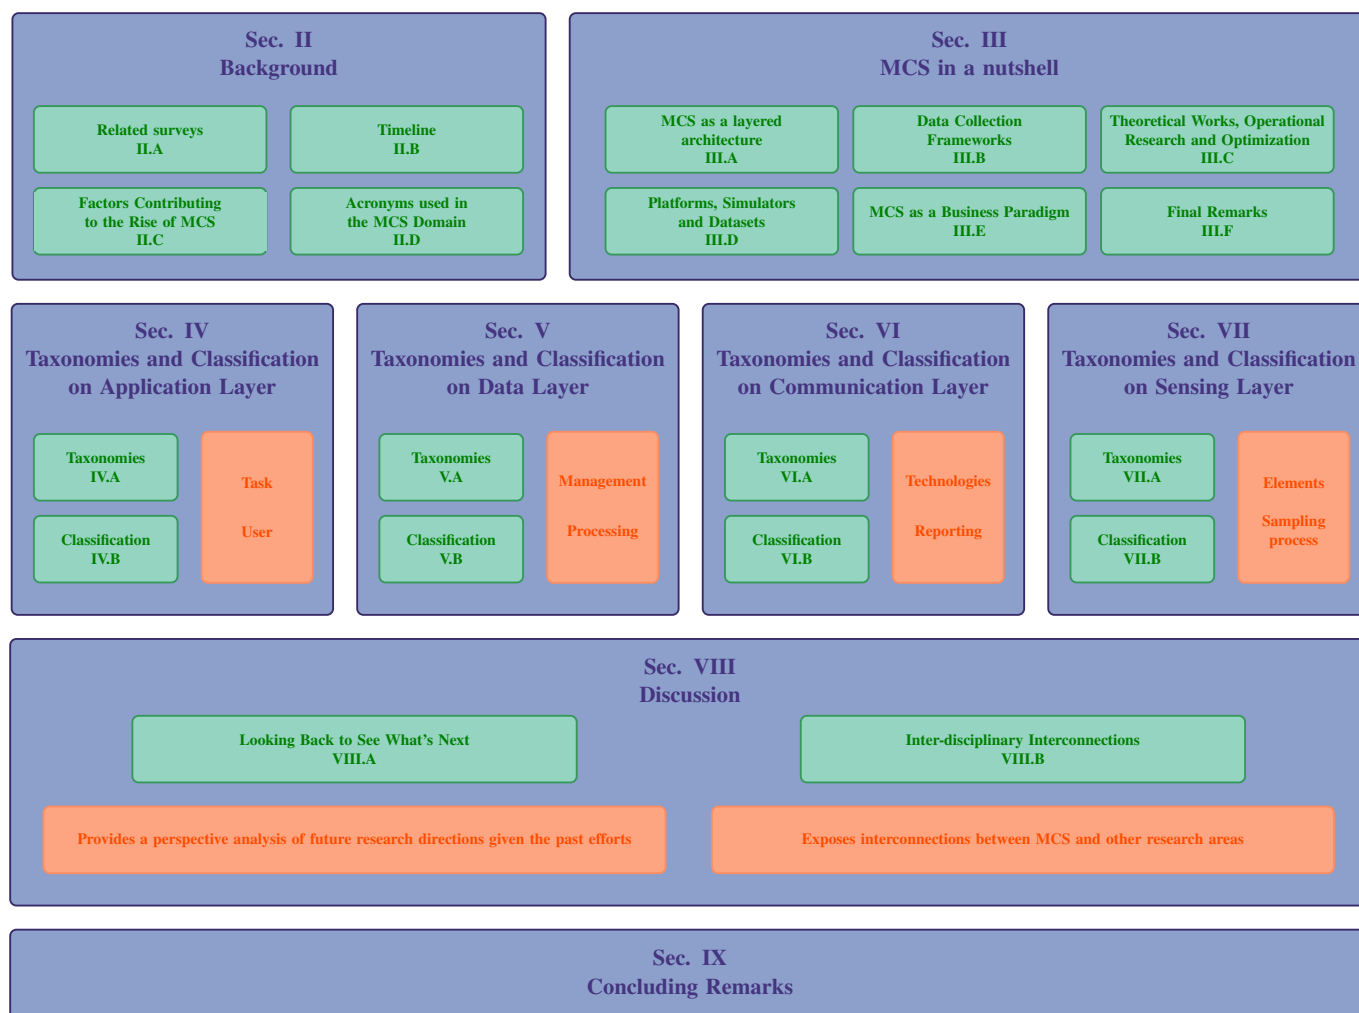 Sec. II
Background
Related surveys
II.A
Timeline
II.B
Factors Contributing
to the Rise of MCS
II.C
Acronyms used in
the MCS Domain
II.D
Sec. III
MCS in a nutshell
MCS as a layered
architecture
III.A
Data Collection
Frameworks
III.B
Theoretical Works, Operational
Research and Optimization
III.C
Platforms, Simulators
and Datasets
III.D
MCS as a Business Paradigm
III.E
Final Remarks
III.F
Sec. IV
Taxonomies and Classification
on Application Layer
Taxonomies
IV.A
Classification
IV.B
Task
User
Sec. V
Taxonomies and Classification
on Data Layer
Taxonomies
V.A
Classification
V.B
Management
Processing
Sec. VI
Taxonomies and Classification
on Communication Layer
Taxonomies
VI.A
Classification
VI.B
Technologies
Reporting
Sec. VII
Taxonomies and Classification
on Sensing Layer
Taxonomies
VII.A
Classification
VII.B
Elements
Sampling
process
Sec. VIII
Discussion
Looking Back to See What's Next
VIII.A
Inter-disciplinary Interconnections
VIII.B
Provides a perspective analysis of future research directions given the past efforts
Exposes interconnections between MCS and other research areas
Sec. IX
Concluding Remarks